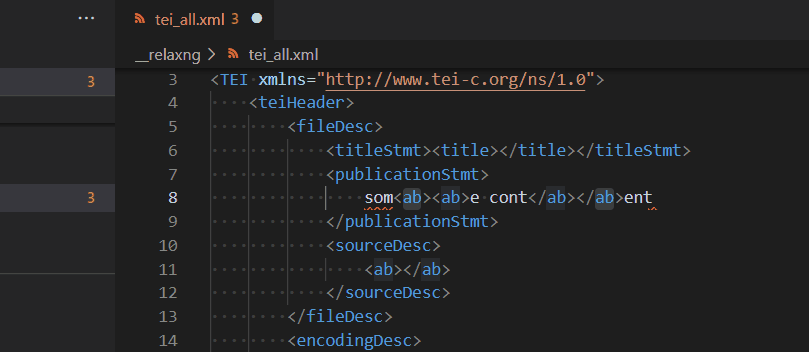 tei_all.xml 3
__relaxng > tei_all.xml
3
3
3 <TEI xmlns="http://www.tei-c.org/ns/1.0">
4 <teiHeader>
5 <fileDesc>
6 <titleStmt><title></title></titleStmt>
7 <publicationStmt>
8 som<ab><ab>e cont</ab></ab>ent
9 </publicationStmt>
10 <sourceDesc>
11 <ab></ab>
12 </sourceDesc>
13 </fileDesc>
14 <encodingDesc>